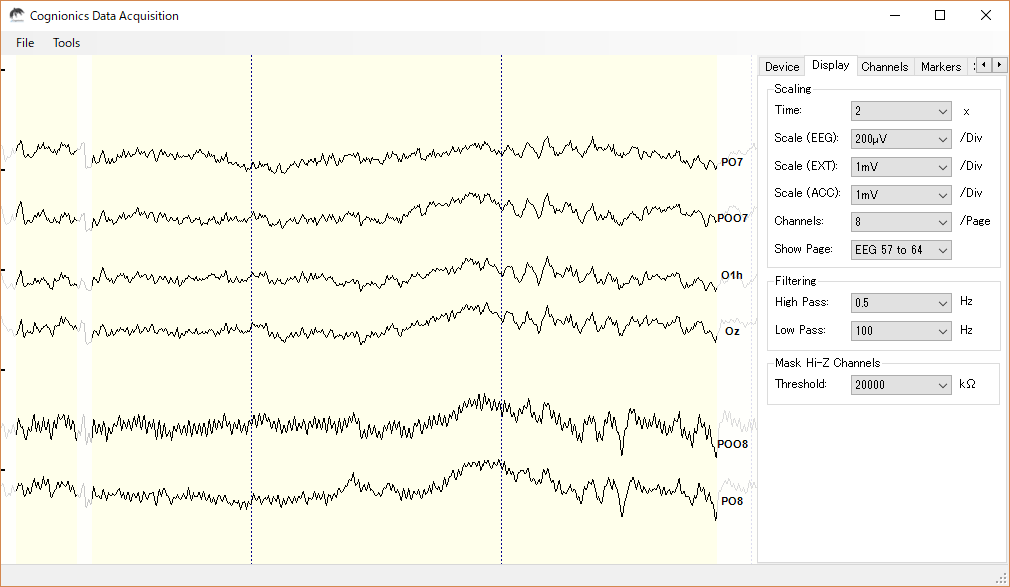 Cognionics Data Acquisition
File Tools
Device Display Channels Markers
Scaling
Time: 2 x
Scale (EEG): 200μV /Div
Scale (EXT): 1mV /Div
Scale (ACC): 1mV /Div
Channels: 8 /Page
Show Page: EEG 57 to 64
Filtering
High Pass: 0.5 Hz
Low Pass: 100 Hz
Mask Hi-Z Channels
Threshold: 20000 kΩ
PO7
POO7
O1h
Oz
POO8
PO8